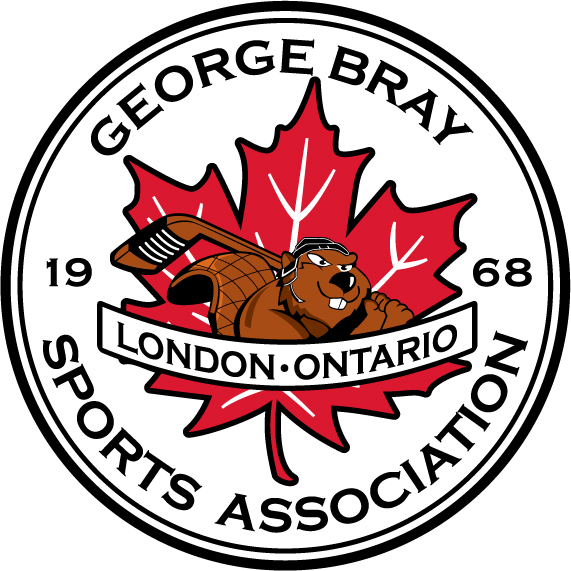 GEORGE BRAY
19 68
LONDON·ONTARIO
SPORTS ASSOCIATION